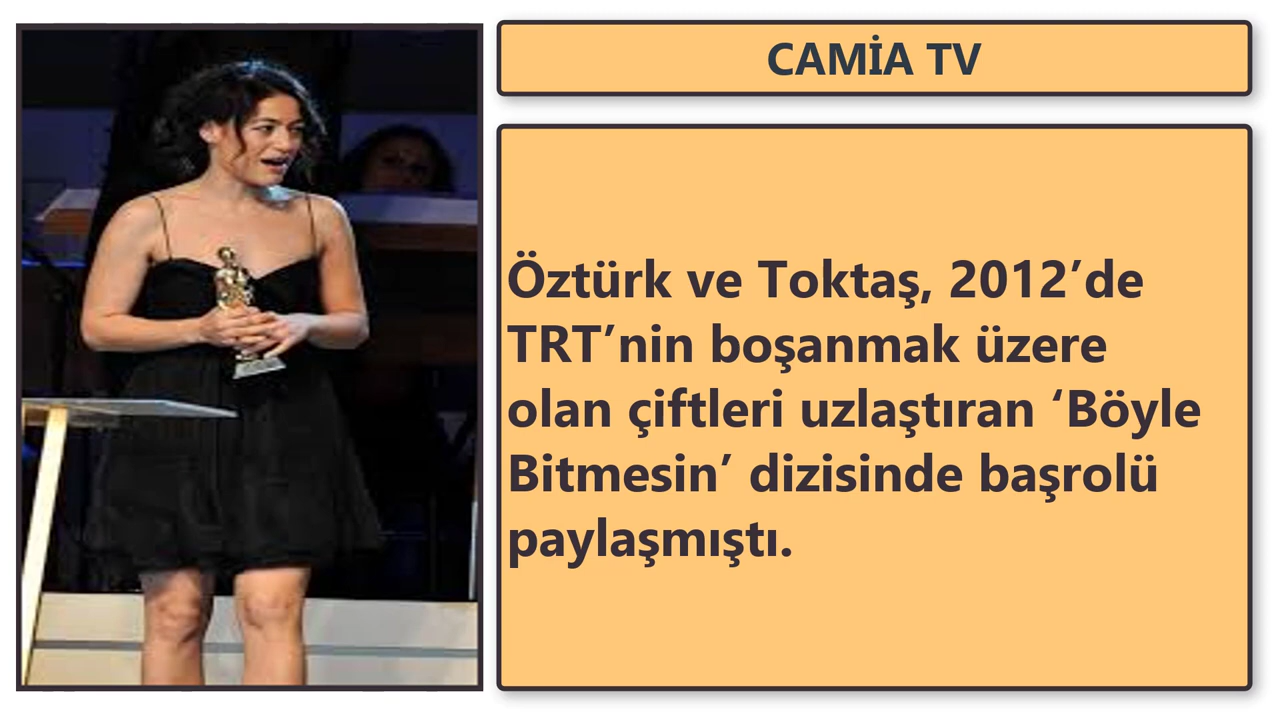 CAMİA TV
Öztürk ve Toktaş, 2012’de
TRT’nin boşanmak üzere
olan çiftleri uzlaştıran ‘Böyle
Bitmesin’ dizisinde başrolü
paylaşmıştı.